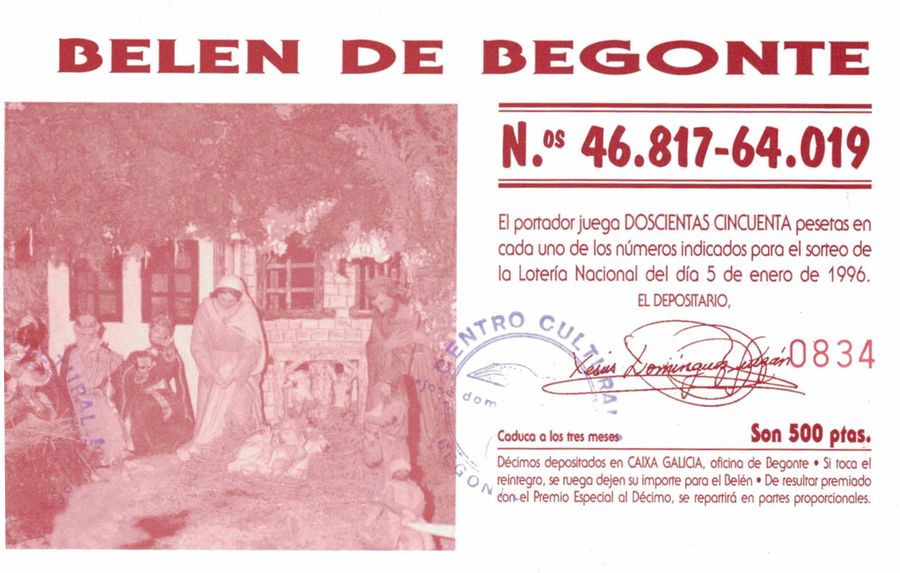 BELEN DE BEGONTE
N.os 46.817-64.019
El portador juega DOSCIENTAS CINCUENTA pesetas en
cada uno de los números indicados para el sorteo de
la Lotería Nacional del día 5 de enero de 1996.
EL DEPOSITARIO,
CENTRO CULTURAL
Xesus Dominguez
0834
Caduca a los tres meses
Son 500 ptas.
Décimos depositados en CAIXA GALICIA, oficina de Begonte • Si toca el
reintegro, se ruega dejen su importe para el Belén • De resultar premiado
con el Premio Especial al Décimo, se repartirá en partes proporcionales.